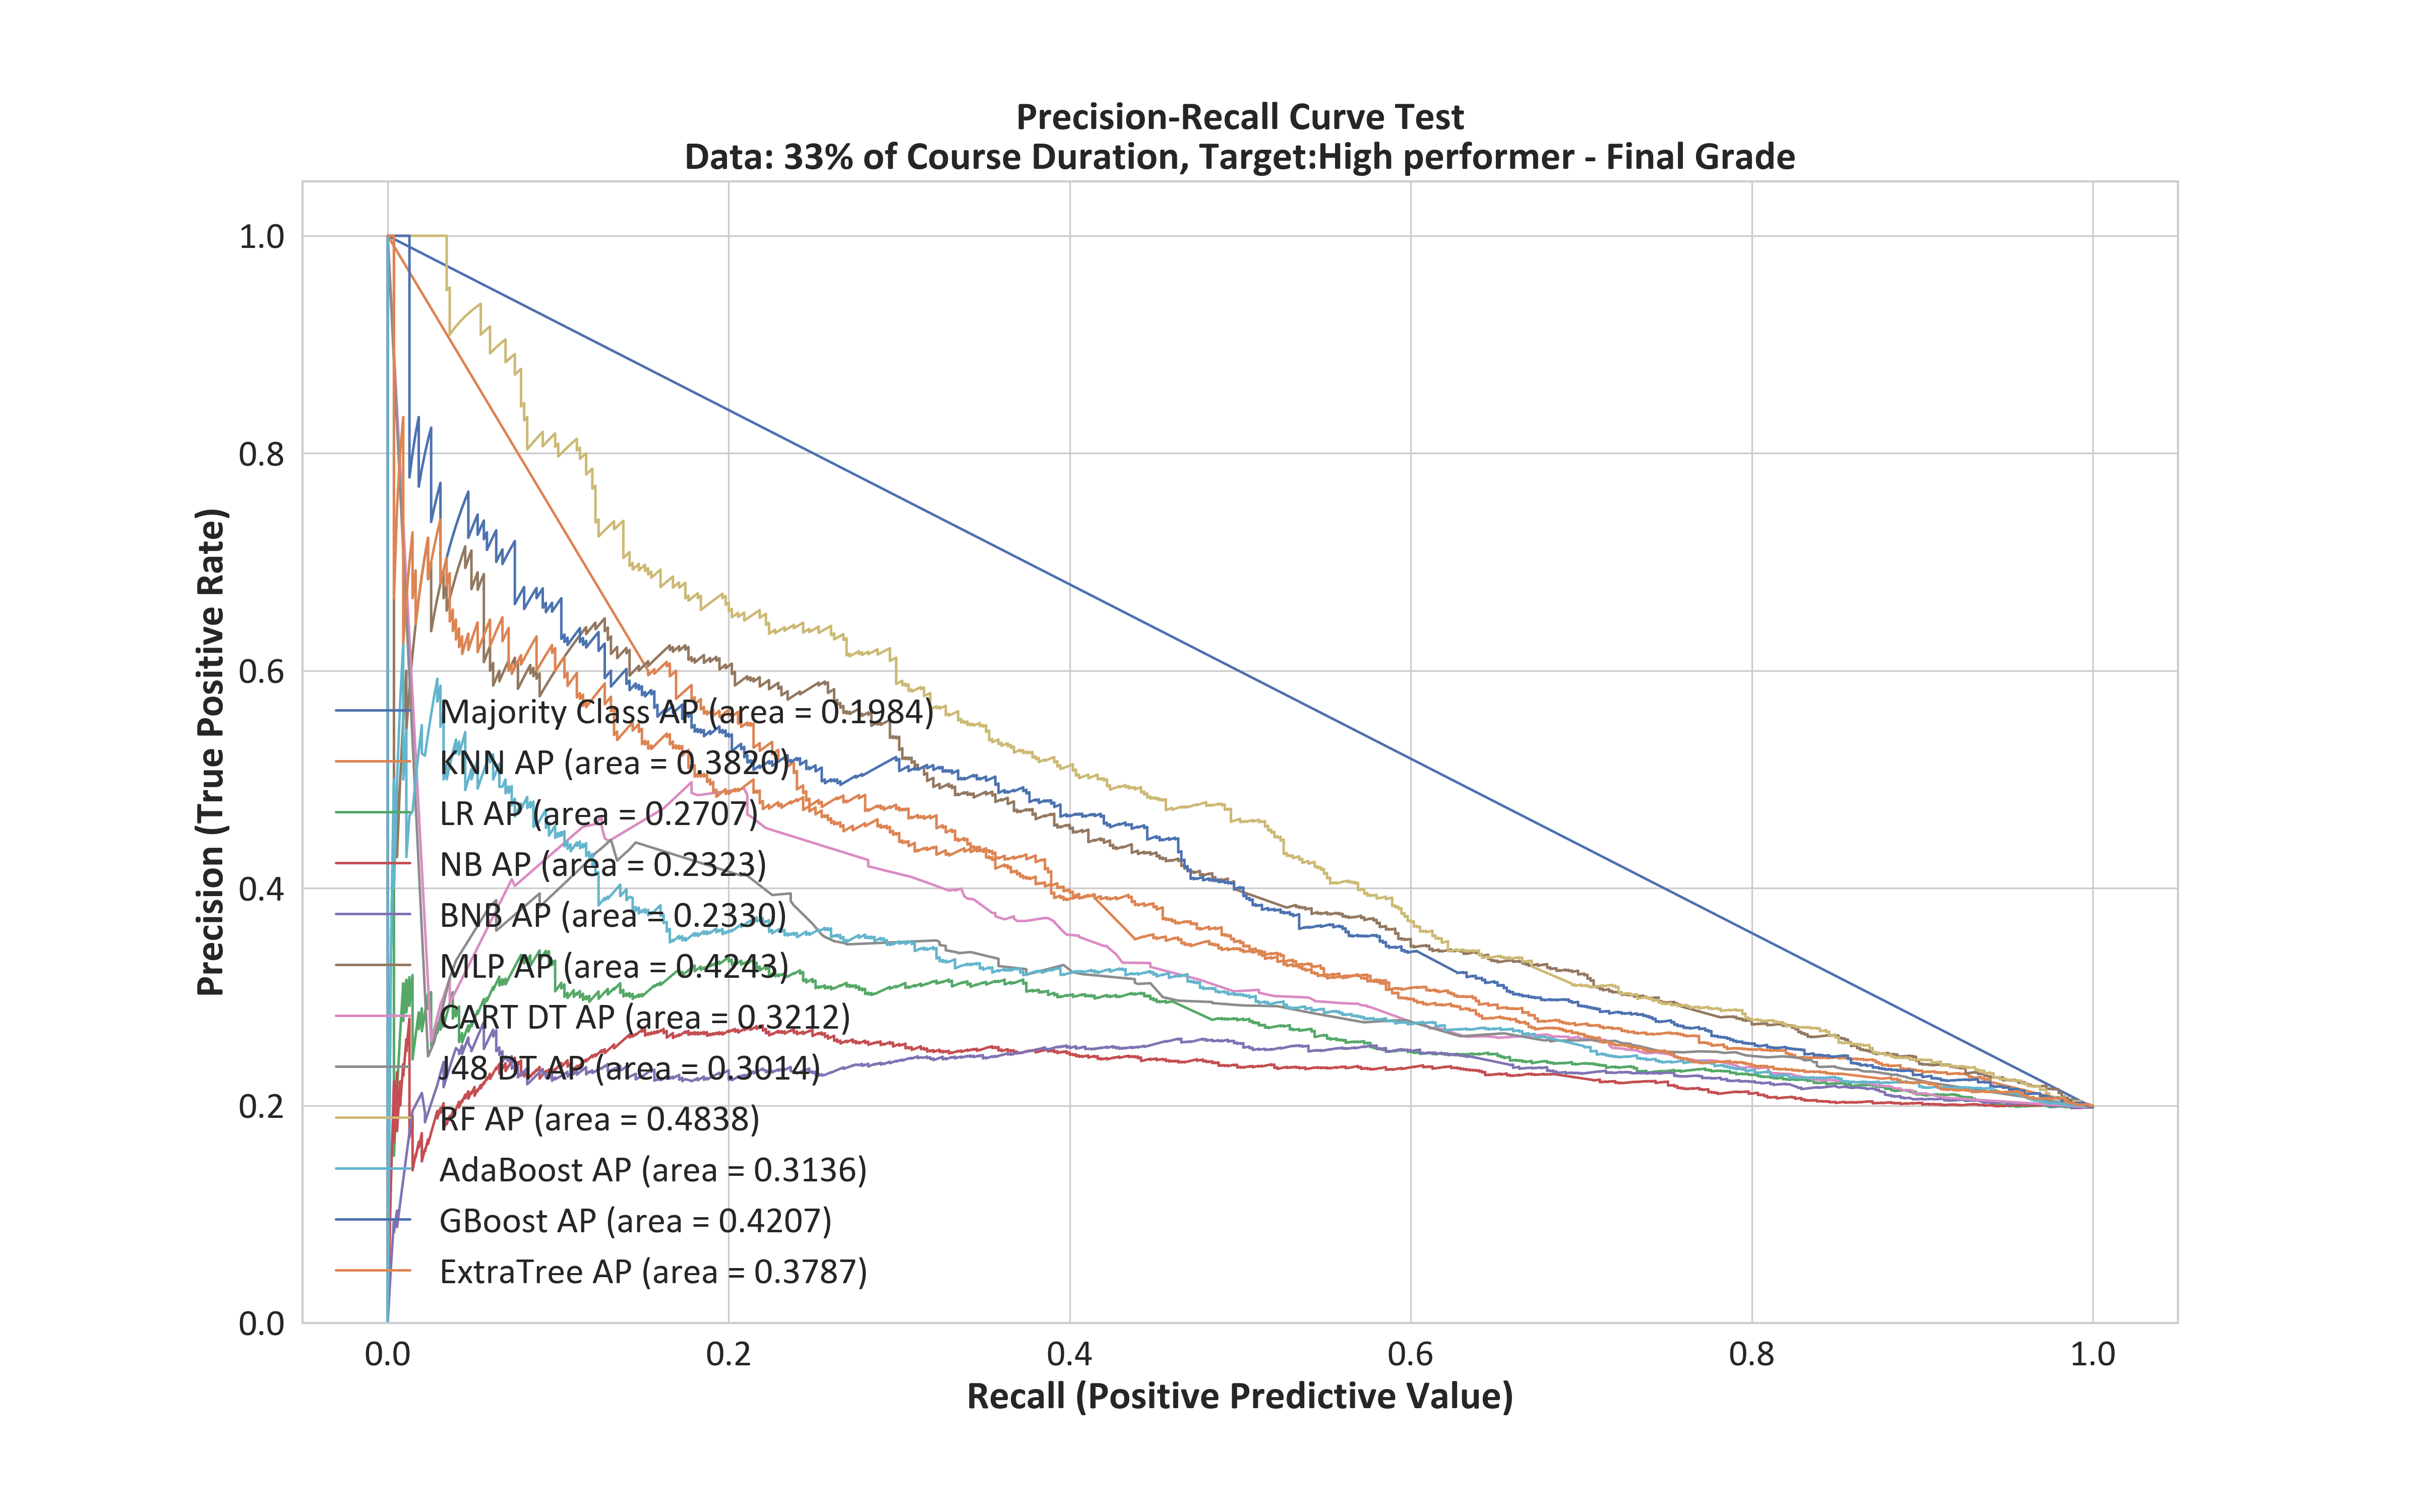 Precision-Recall Curve Test
Data: 33% of Course Duration, Target:High performer - Final Grade
Precision (True Positive Rate)
1.0
0.8
0.6
0.4
0.2
0.0
Majority Class AP (area = 0.1984)
KNN AP (area = 0.3820)
LR AP (area = 0.2707)
NB AP (area = 0.2323)
BNB AP (area = 0.2330)
MLP AP (area = 0.4243)
CART DT AP (area = 0.3212)
J48 DT AP (area = 0.3014)
RF AP (area = 0.4838)
AdaBoost AP (area = 0.3136)
GBoost AP (area = 0.4207)
ExtraTree AP (area = 0.3787)
0.0 0.2 0.4 0.6 0.8 1.0
Recall (Positive Predictive Value)